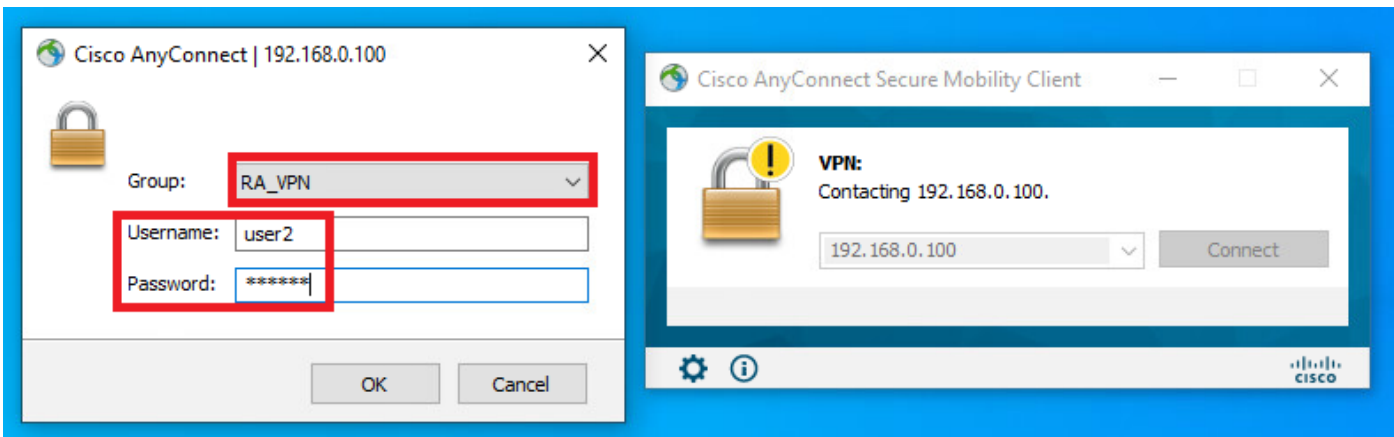 Cisco AnyConnect | 192.168.0.100
Group:
RA_VPN
Username:
user2
Password:
******
OK
Cancel
Cisco AnyConnect Secure Mobility Client
VPN:
Contacting 192.168.0.100.
192.168.0.100
Connect
cisco